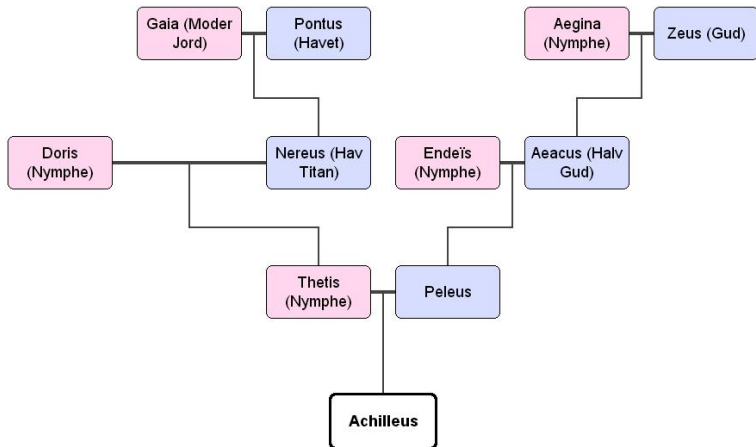 Gaia (Moder
Jord)
Pontus
(Havet)
Aegina
(Nymphe)
Zeus (Gud)
Doris
(Nymphe)
Nereus (Hav
Titan)
Endeïs
(Nymphe)
Aeacus (Halv
Gud)
Thetis
(Nymphe)
Peleus
Achilleus